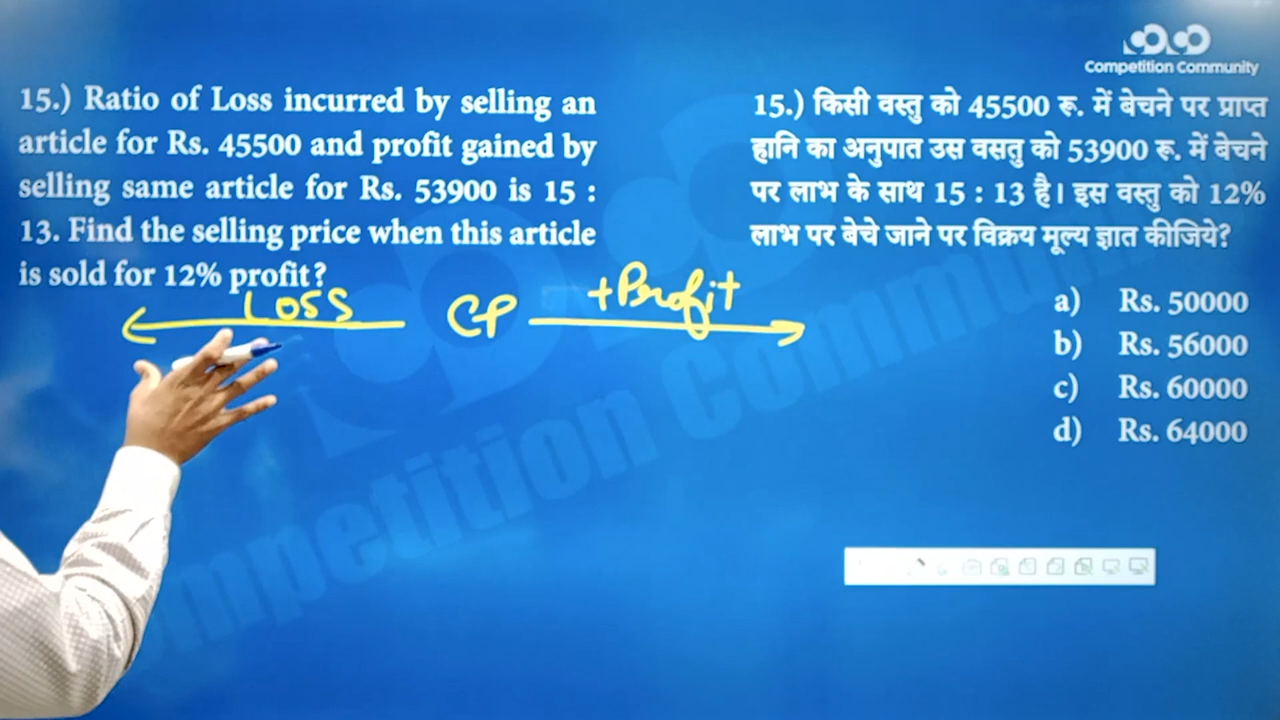 Competition Community
15.) Ratio of Loss incurred by selling an
article for Rs. 45500 and profit gained by
selling same article for Rs. 53900 is 15 :
13. Find the selling price when this article
is sold for 12% profit?
15.) किसी वस्तु को 45500 रू. में बेचने पर प्राप्त
हानि का अनुपात उस वसतु को 53900 रू. में बेचने
पर लाभ के साथ 15 : 13 है। इस वस्तु को 12%
लाभ पर बेचे जाने पर विक्रय मूल्य ज्ञात कीजिये?
Loss CP +Profit
a) Rs. 50000
b) Rs. 56000
c) Rs. 60000
d) Rs. 64000
ompetition Communi